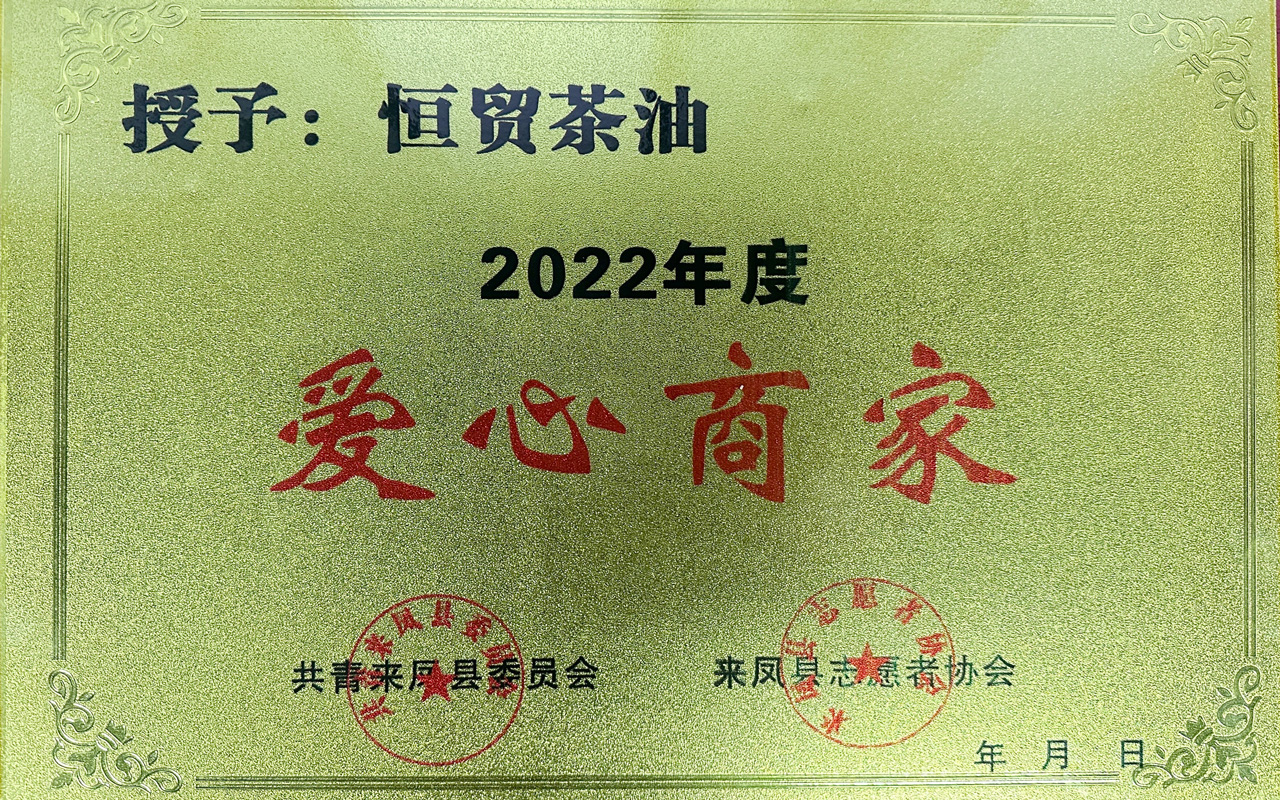 授予：恒贸茶油
2022年度
爱心商家
共青来凤县委员会
来凤县志愿者协会
年 月 日